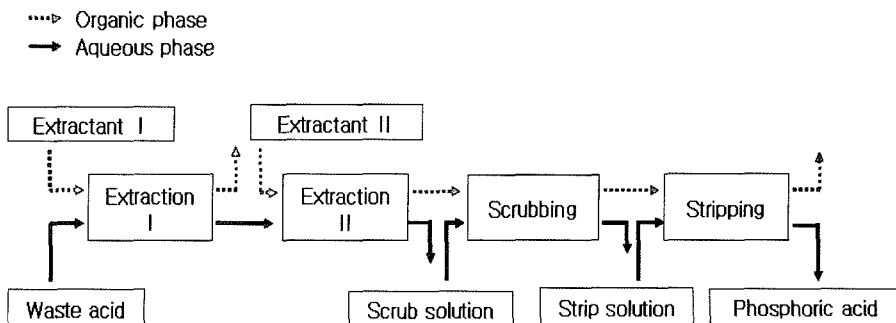 Organic phase
Aqueous phase
Extractant I
Extractant II
Extraction
I
Extraction
II
Scrubbing
Stripping
Waste acid
Scrub solution
Strip solution
Phosphoric acid